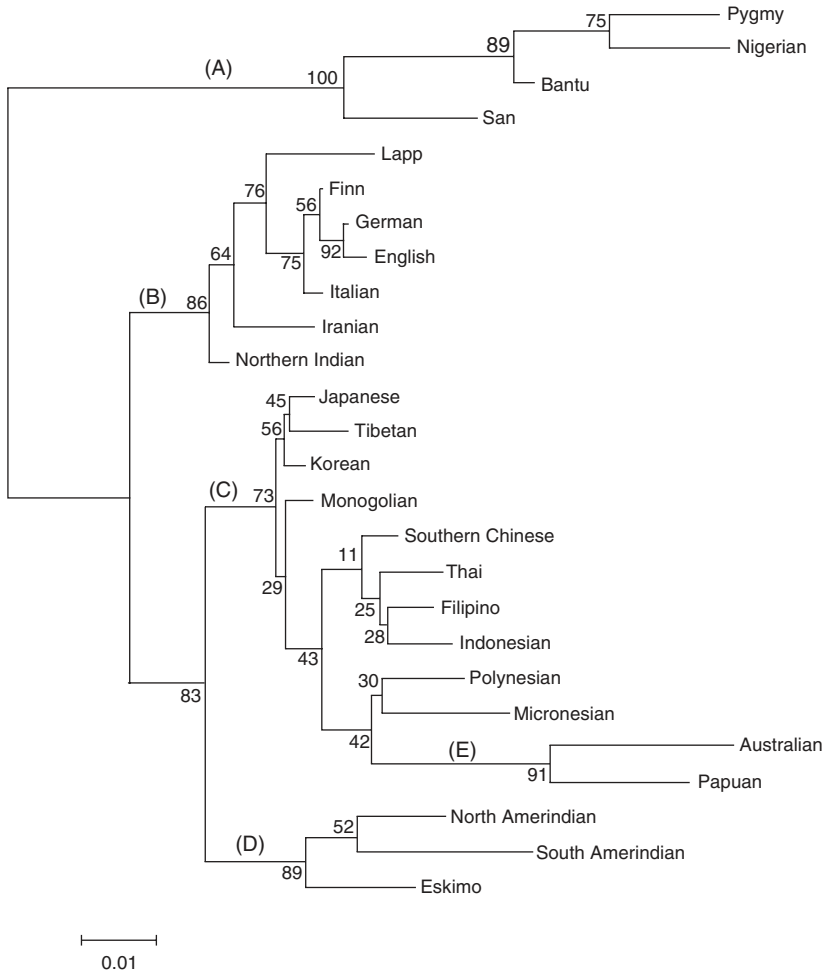 Pygmy
75
Nigerian
89
(A)
100
Bantu
San
Lapp
76
Finn
56
German
92
English
75
64
Italian
(B)
86
Iranian
Northern Indian
Japanese
45
Tibetan
56
Korean
(C)
73
Monogolian
Southern Chinese
11
Thai
29
25
Filipino
28
Indonesian
43
30
Polynesian
83
Micronesian
42
(E)
Australian
91
Papuan
North Amerindian
52
(D)
South Amerindian
89
Eskimo
0.01